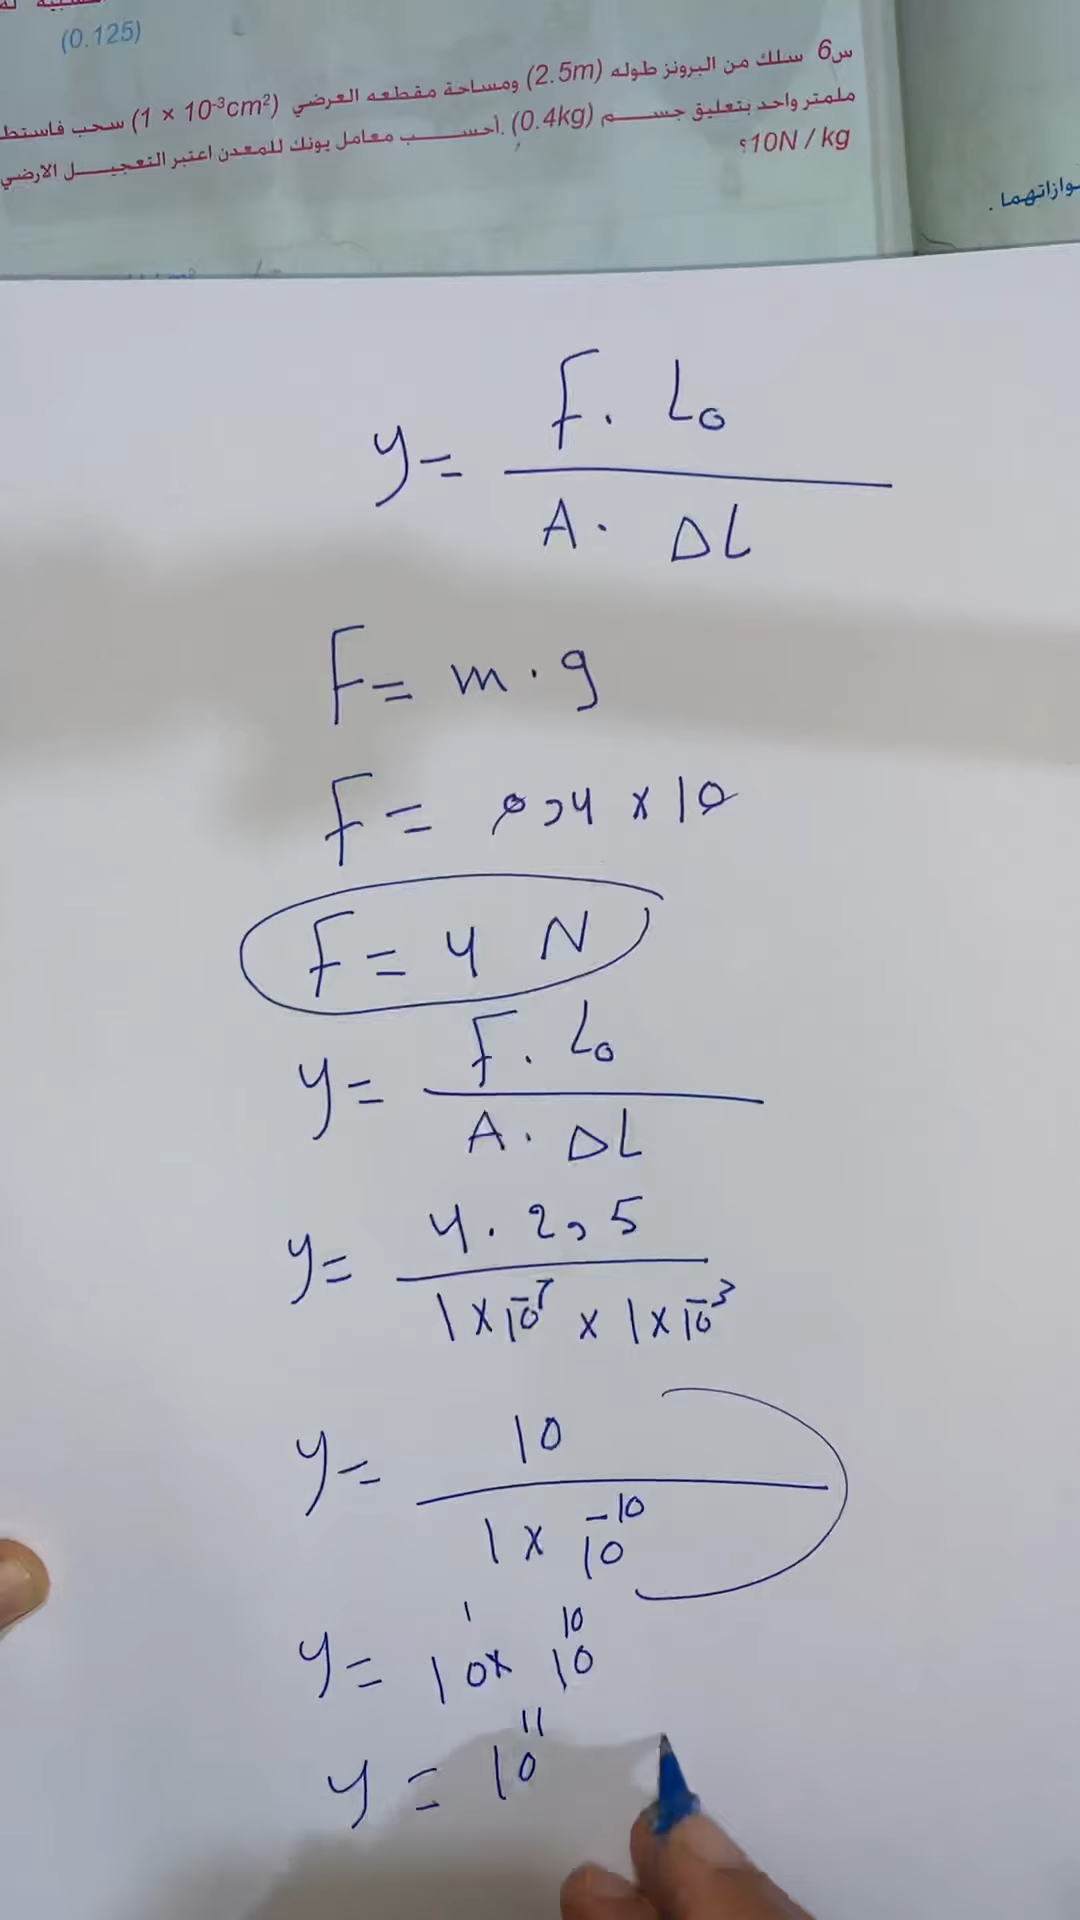 (0.125)
س6 سلك من البرونز طوله (2.5m) ومساحة مقطعه العرضي (1 × 10⁻³cm²) سحب فاستط
ملمتر واحد بتعليق جسم (0.4kg) .أحسب معامل يونك للمعدن اعتبر التعجيل الارضي
10N / kg؟
وازاتهما.
y = F. L₀ / A. ΔL
F = m . g
F = 0,4 × 10
F = 4 N
y = F. L₀ / A. ΔL
y = 4 . 2,5 / 1 × 10⁻⁷ × 1 × 10⁻³
y = 10 / 1 × 10⁻¹⁰
y = 10¹ × 10¹⁰
y = 10¹¹